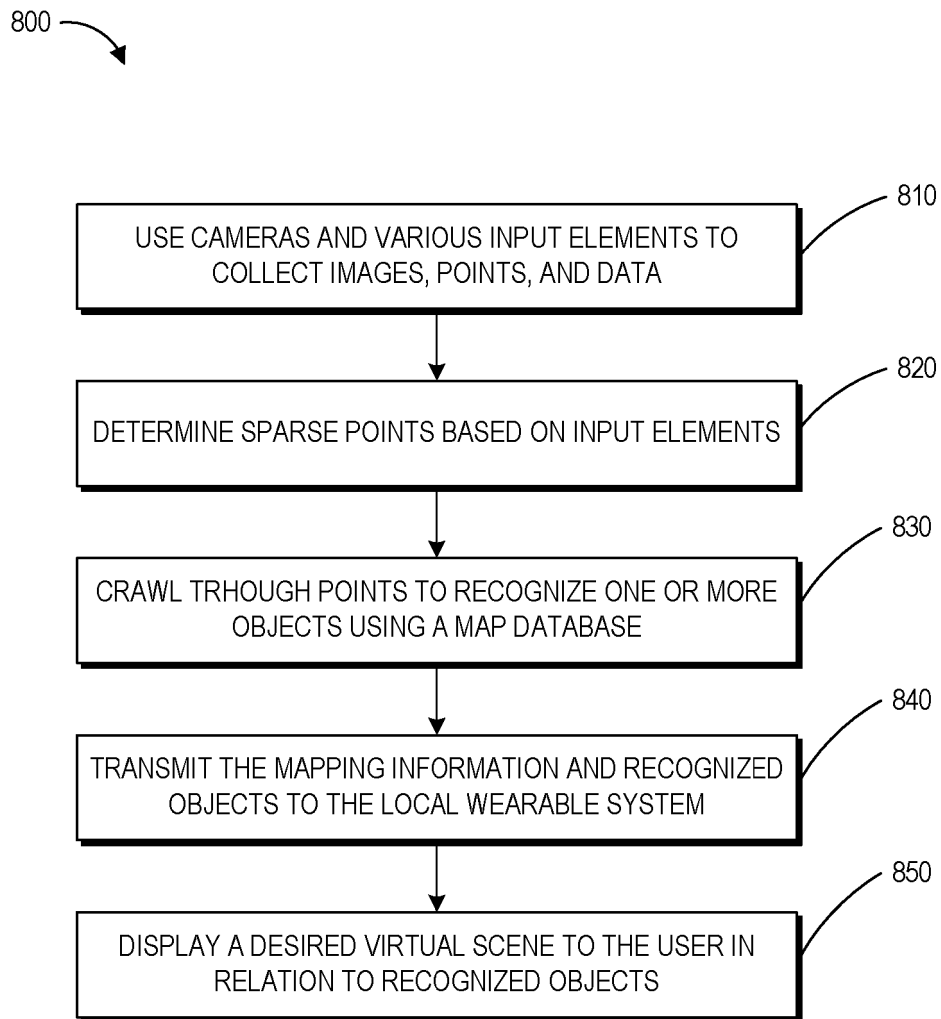 800
810
USE CAMERAS AND VARIOUS INPUT ELEMENTS TO
COLLECT IMAGES, POINTS, AND DATA
820
DETERMINE SPARSE POINTS BASED ON INPUT ELEMENTS
830
CRAWL TRHOUGH POINTS TO RECOGNIZE ONE OR MORE
OBJECTS USING A MAP DATABASE
840
TRANSMIT THE MAPPING INFORMATION AND RECOGNIZED
OBJECTS TO THE LOCAL WEARABLE SYSTEM
850
DISPLAY A DESIRED VIRTUAL SCENE TO THE USER IN
RELATION TO RECOGNIZED OBJECTS